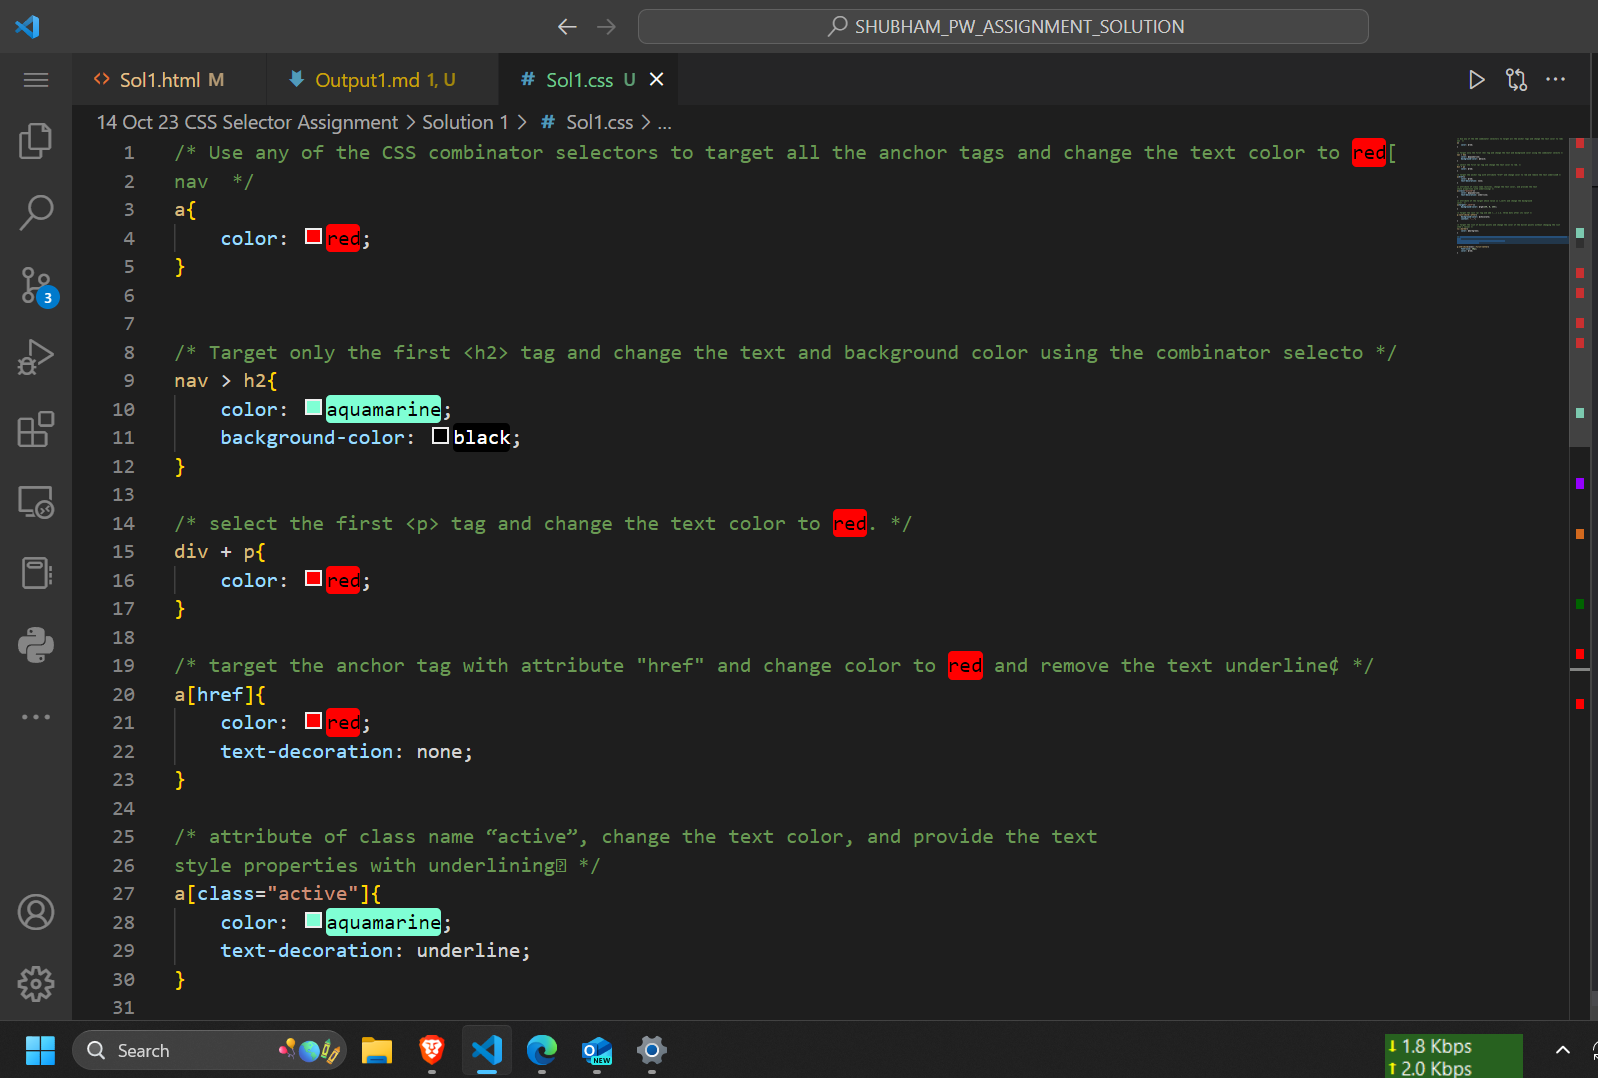 SHUBHAM_PW_ASSIGNMENT_SOLUTION
<> Sol1.html M
Output1.md 1, U
# Sol1.css U
14 Oct 23 CSS Selector Assignment > Solution 1 > # Sol1.css > ...
1 /* Use any of the CSS combinator selectors to target all the anchor tags and change the text color to red[
2 nav  */
3 a{
4 color: red;
5 }
6
7
8 /* Target only the first <h2> tag and change the text and background color using the combinator selecto */
9 nav > h2{
10 color: aquamarine;
11 background-color: black;
12 }
13
14 /* select the first <p> tag and change the text color to red. */
15 div + p{
16 color: red;
17 }
18
19 /* target the anchor tag with attribute "href" and change color to red and remove the text underline₡ */
20 a[href]{
21 color: red;
22 text-decoration: none;
23 }
24
25 /* attribute of class name “active”, change the text color, and provide the text
26 style properties with underlining */
27 a[class="active"]{
28 color: aquamarine;
29 text-decoration: underline;
30 }
31
3
Search
NEW
1.8 Kbps
2.0 Kbps